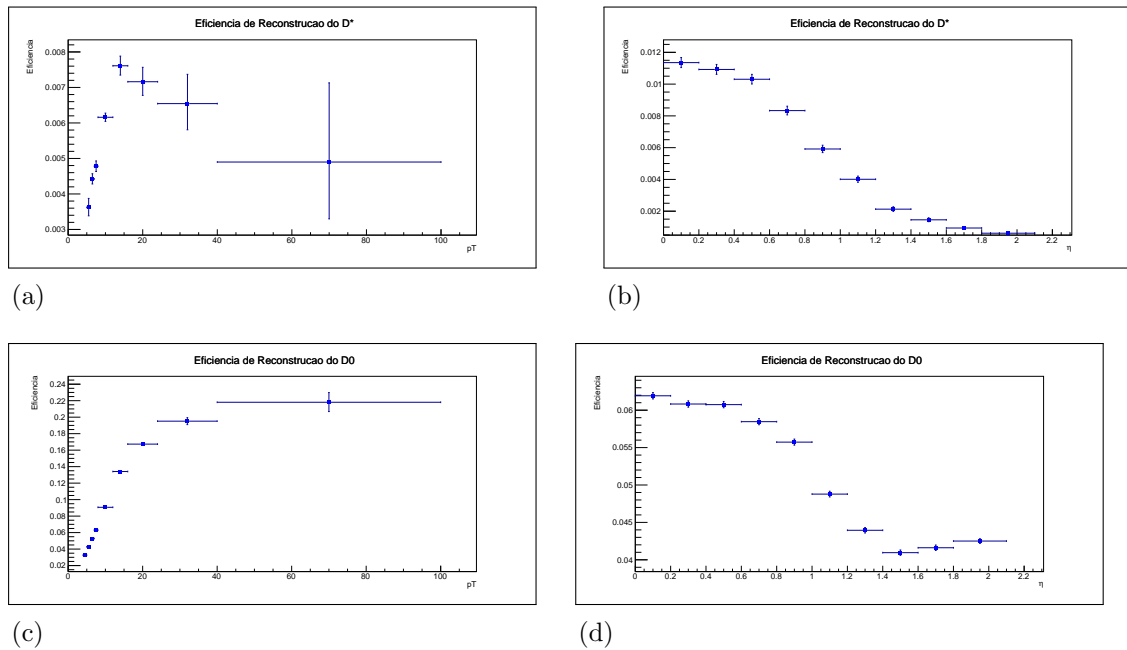 Eficiencia de Reconstrucao do D*
Eficiencia
0.008
0.007
0.006
0.005
0.004
0.003
0 20 40 60 80 100
pT
(a)
Eficiencia de Reconstrucao do D*
Eficiencia
0.012
0.01
0.008
0.006
0.004
0.002
0 0.2 0.4 0.6 0.8 1 1.2 1.4 1.6 1.8 2 2.2
η
(b)
Eficiencia de Reconstrucao do D0
Eficiencia
0.24
0.22
0.2
0.18
0.16
0.14
0.12
0.1
0.08
0.06
0.04
0.02
0 20 40 60 80 100
pT
(c)
Eficiencia de Reconstrucao do D0
Eficiencia
0.06
0.055
0.05
0.045
0.04
0 0.2 0.4 0.6 0.8 1 1.2 1.4 1.6 1.8 2 2.2
η
(d)